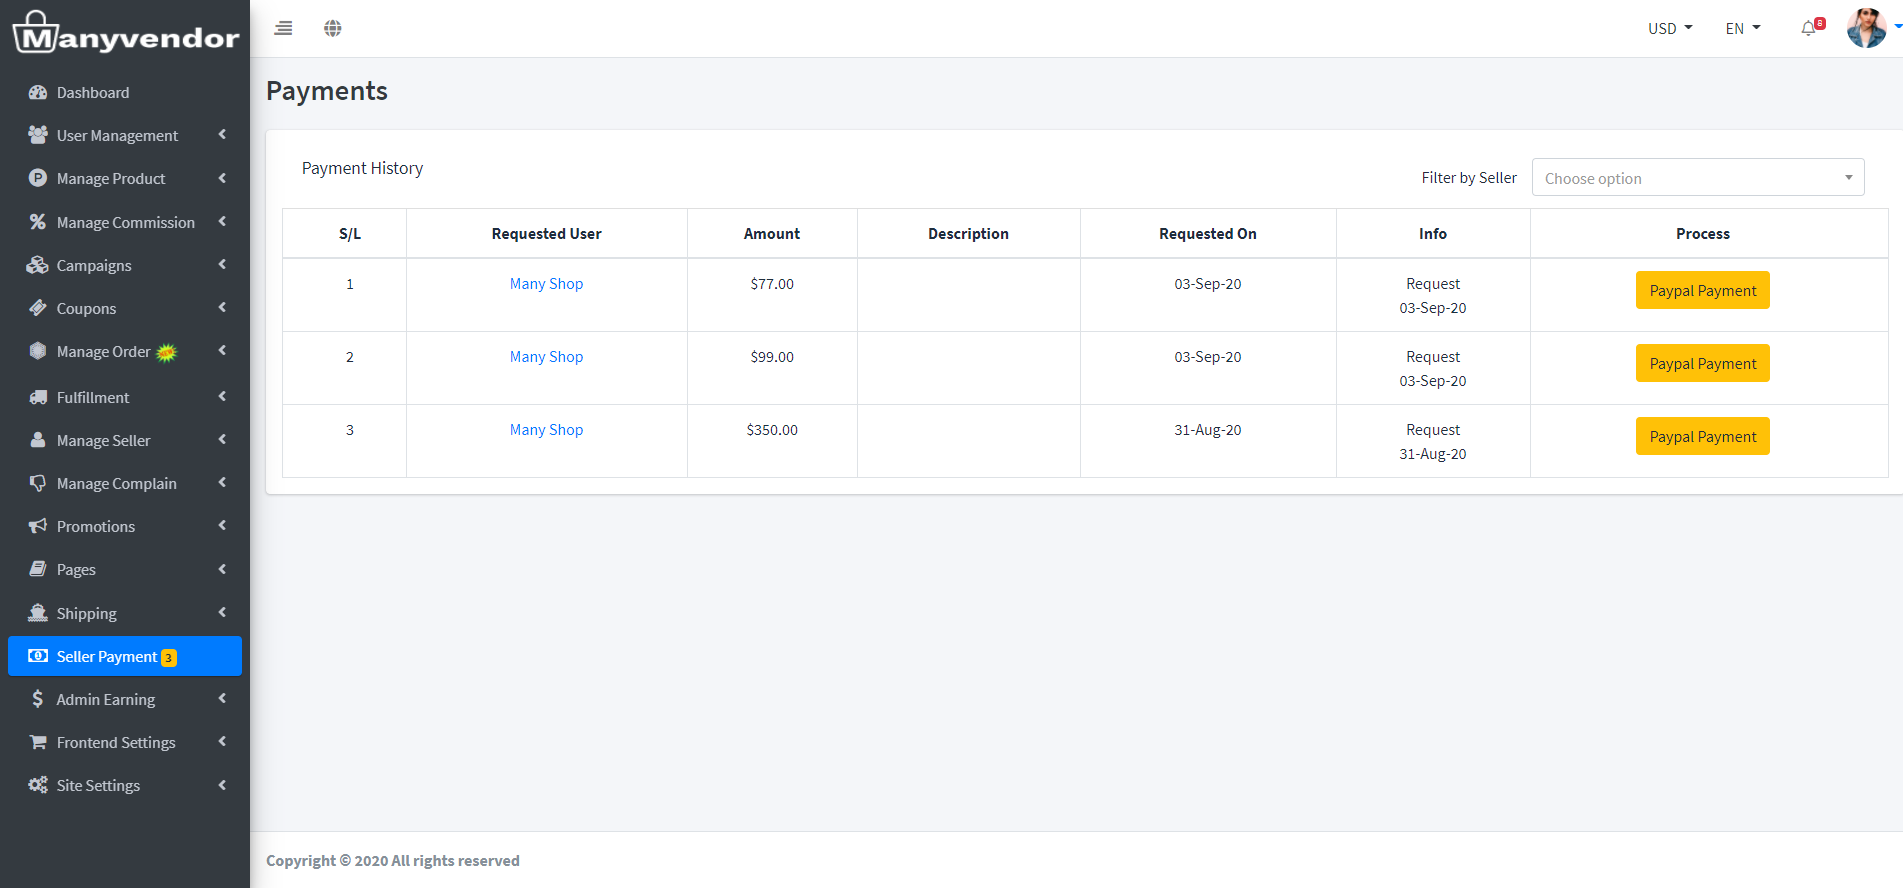 Manyvendor
USD
EN
8
Dashboard
User Management
Manage Product
Manage Commission
Campaigns
Coupons
Manage Order
Fulfillment
Manage Seller
Manage Complain
Promotions
Pages
Shipping
Seller Payment 3
Admin Earning
Frontend Settings
Site Settings
Payments
Payment History
Filter by Seller
Choose option
S/L Requested User Amount Description Requested On Info Process
1 Many Shop $77.00 03-Sep-20 Request Paypal Payment
03-Sep-20
2 Many Shop $99.00 03-Sep-20 Request Paypal Payment
03-Sep-20
3 Many Shop $350.00 31-Aug-20 Request Paypal Payment
31-Aug-20
Copyright © 2020 All rights reserved